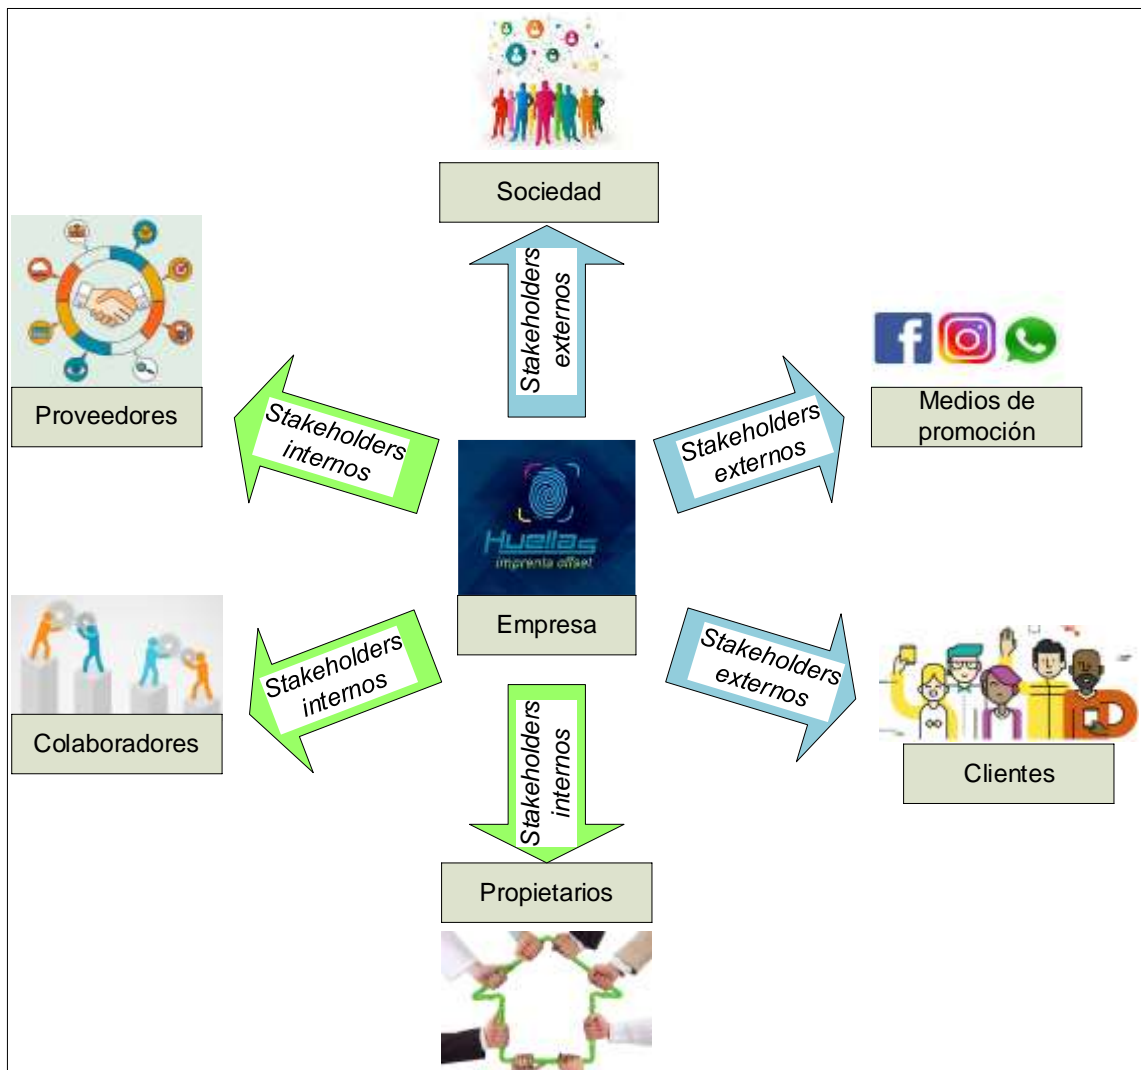 Sociedad
Stakeholders
externos
Proveedores
Stakeholders
internos
Stakeholders
externos
Medios de
promoción
Huellas
imprenta offset
Empresa
Colaboradores
Stakeholders
internos
Stakeholders
externos
Clientes
Stakeholders
internos
Propietarios